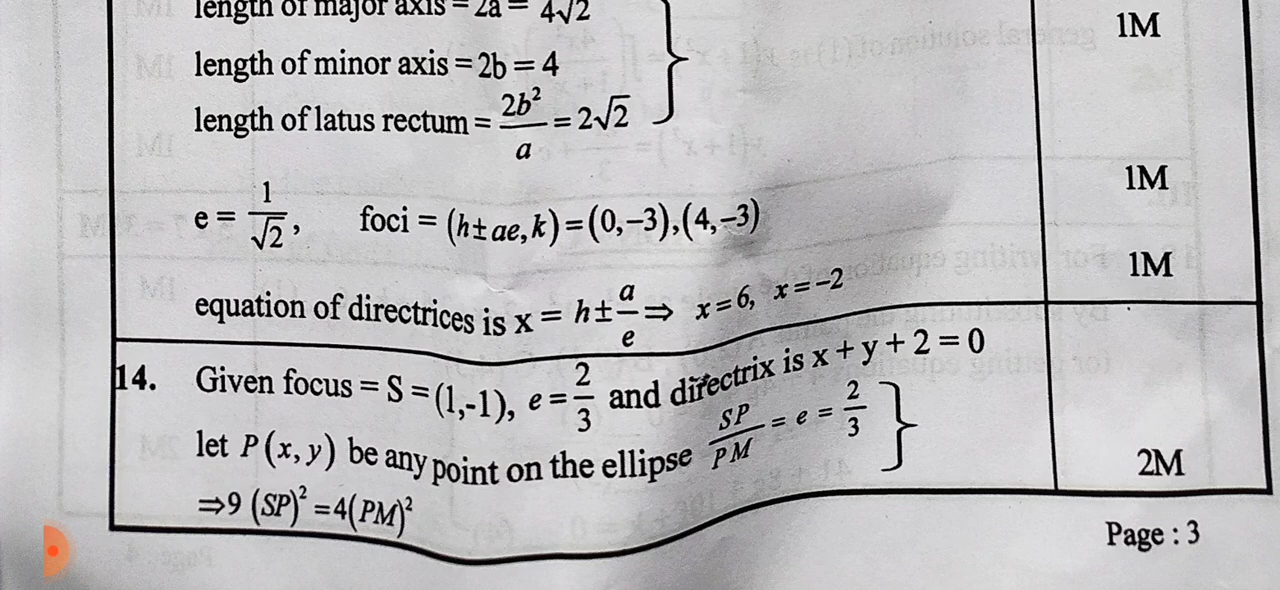 length of major axis = 2a = 4√2
1M
length of minor axis = 2b = 4
length of latus rectum = 2b²/a = 2√2
1M
e = 1/√2, foci = (h±ae,k) = (0,–3),(4,–3)
1M
equation of directrices is x = h± a/e ⇒ x=6, x=–2
14. Given focus = S = (1,-1), e = 2/3 and directrix is x + y + 2 = 0
let P(x, y) be any point on the ellipse SP/PM = e = 2/3
2M
⇒9 (SP)² =4(PM)²
Page : 3